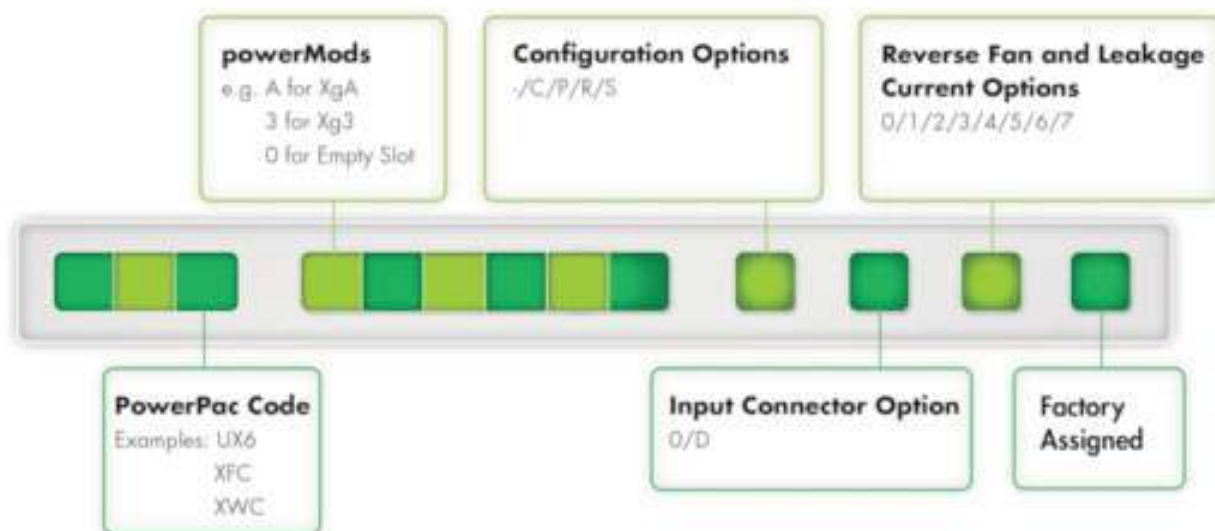 powerMods
e.g. A for XgA
3 for Xg3
0 for Empty Slot
Configuration Options
-/C/P/R/S
Reverse Fan and Leakage
Current Options
0/1/2/3/4/5/6/7
PowerPac Code
Examples: UX6
XFC
XWC
Input Connector Option
0/D
Factory
Assigned